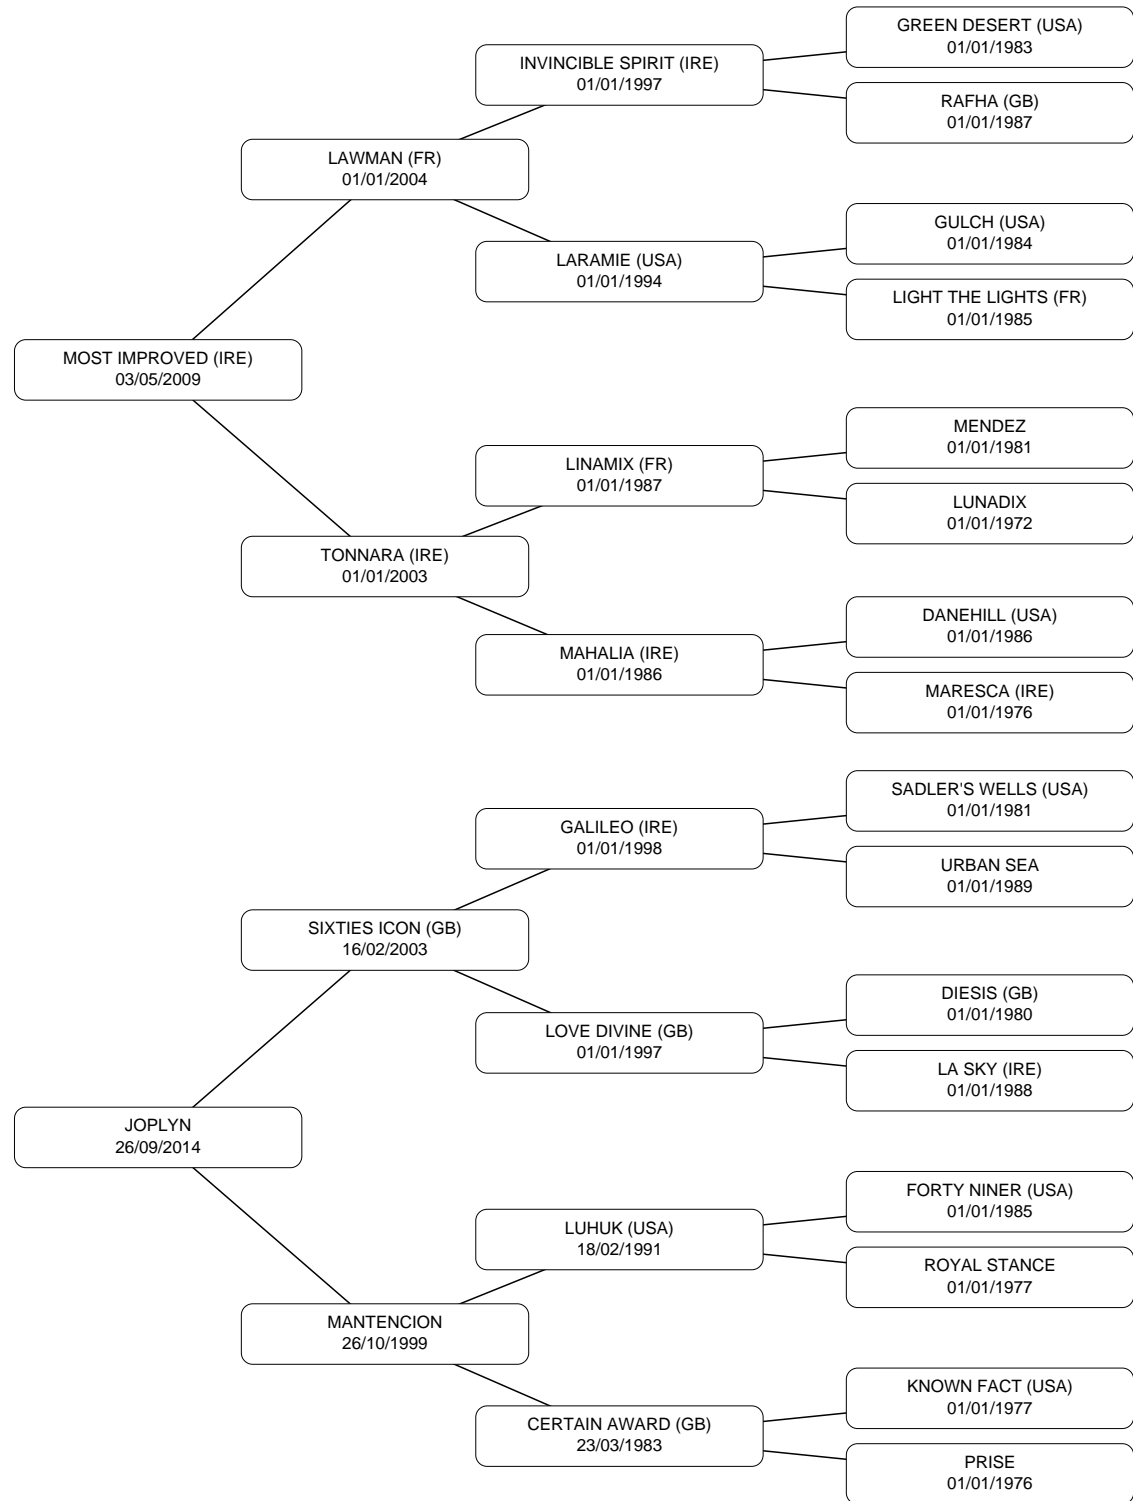 GREEN DESERT (USA)
01/01/1983
INVINCIBLE SPIRIT (IRE)
01/01/1997
RAFHA (GB)
01/01/1987
LAWMAN (FR)
01/01/2004
GULCH (USA)
01/01/1984
LARAMIE (USA)
01/01/1994
LIGHT THE LIGHTS (FR)
01/01/1985
MOST IMPROVED (IRE)
03/05/2009
MENDEZ
01/01/1981
LINAMIX (FR)
01/01/1987
LUNADIX
01/01/1972
TONNARA (IRE)
01/01/2003
DANEHILL (USA)
01/01/1986
MAHALIA (IRE)
01/01/1986
MARESCA (IRE)
01/01/1976
SADLER'S WELLS (USA)
01/01/1981
GALILEO (IRE)
01/01/1998
URBAN SEA
01/01/1989
SIXTIES ICON (GB)
16/02/2003
DIESIS (GB)
01/01/1980
LOVE DIVINE (GB)
01/01/1997
LA SKY (IRE)
01/01/1988
JOPLYN
26/09/2014
FORTY NINER (USA)
01/01/1985
LUHUK (USA)
18/02/1991
ROYAL STANCE
01/01/1977
MANTENCION
26/10/1999
KNOWN FACT (USA)
01/01/1977
CERTAIN AWARD (GB)
23/03/1983
PRISE
01/01/1976